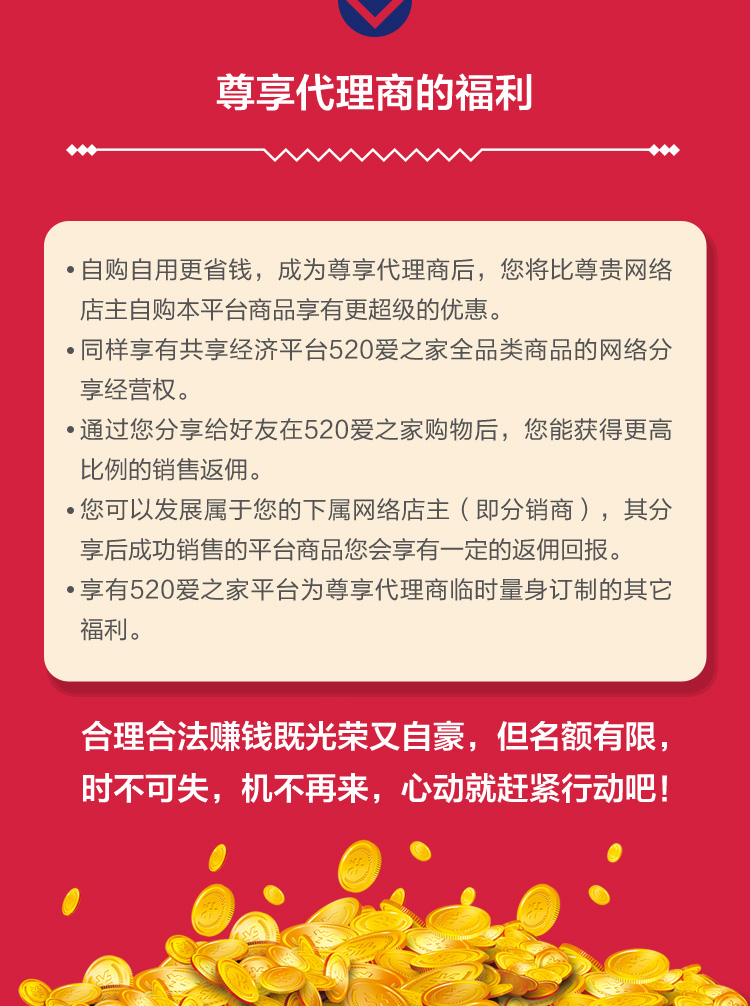 尊享代理商的福利
•自购自用更省钱，成为尊享代理商后，您将比尊贵网络
店主自购本平台商品享有更超级的优惠。
•同样享有共享经济平台520爱之家全品类商品的网络分
享经营权。
•通过您分享给好友在520爱之家购物后，您能获得更高
比例的销售返佣。
•您可以发展属于您的下属网络店主（即分销商），其分
享后成功销售的平台商品您会享有一定的返佣回报。
•享有520爱之家平台为尊享代理商临时量身订制的其它
福利。
合理合法赚钱既光荣又自豪，但名额有限，
时不可失，机不再来，心动就赶紧行动吧！